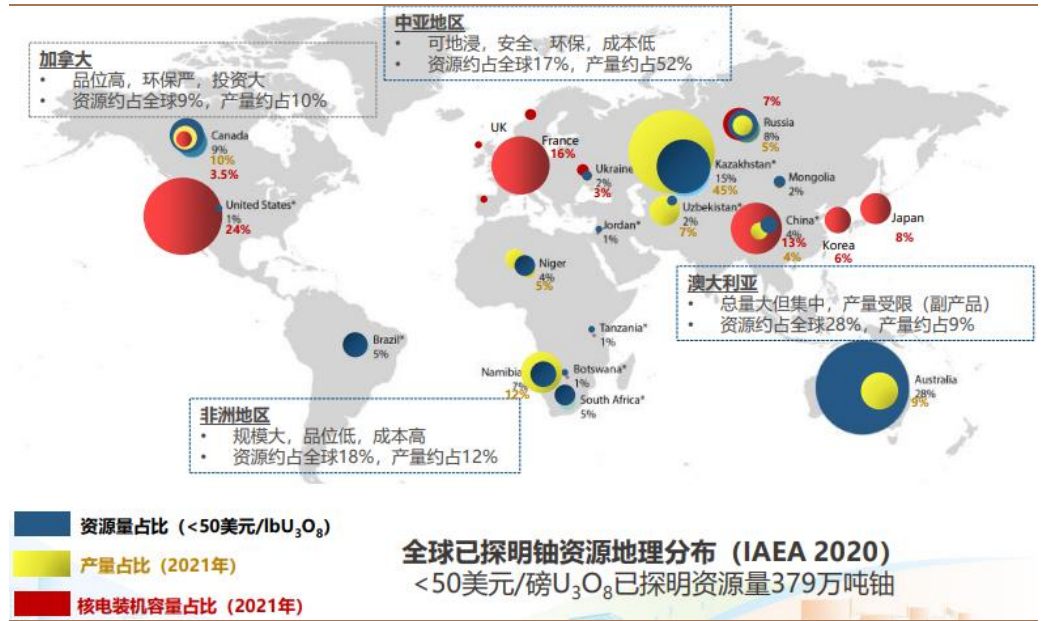 中亚地区
• 可地浸，安全、环保，成本低
• 资源约占全球17%，产量约占52%
加拿大
• 品位高，环保严，投资大
• 资源约占全球9%，产量约占10%
Canada
9%
10%
3.5%
United States*
1%
24%
UK
France
16%
Ukraine
2%
3%
7%
Russia
8%
5%
Kazakhstan*
15%
45%
Mongolia
2%
Uzbekistan*
2%
7%
Jordan*
1%
China*
4%
13%
4%
Korea
6%
Japan
8%
Niger
4%
5%
澳大利亚
• 总量大但集中，产量受限（副产品）
• 资源约占全球28%，产量约占9%
Brazil*
5%
Tanzania*
1%
Namibia
7%
12%
Botswana*
1%
South Africa*
5%
Australia
28%
9%
非洲地区
• 规模大，品位低，成本高
• 资源约占全球18%，产量约占12%
资源量占比（<50美元/lbU₃O₈）
产量占比（2021年）
核电装机容量占比（2021年）
全球已探明铀资源地理分布（IAEA 2020）
<50美元/磅U₃O₈已探明资源量379万吨铀